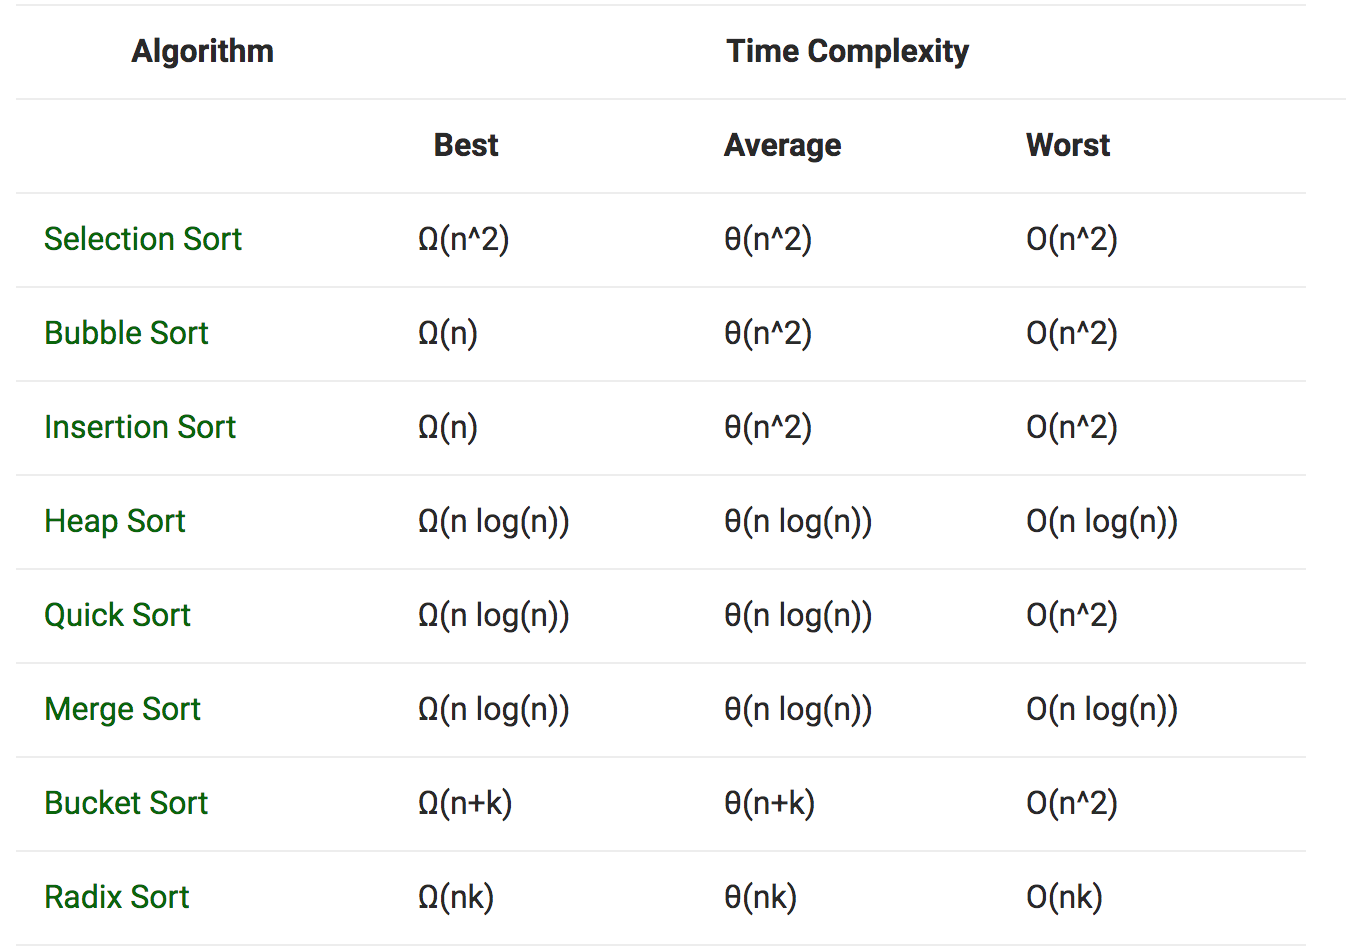 Algorithm Time Complexity
Best Average Worst
Selection Sort Ω(n^2) θ(n^2) O(n^2)
Bubble Sort Ω(n) θ(n^2) O(n^2)
Insertion Sort Ω(n) θ(n^2) O(n^2)
Heap Sort Ω(n log(n)) θ(n log(n)) O(n log(n))
Quick Sort Ω(n log(n)) θ(n log(n)) O(n^2)
Merge Sort Ω(n log(n)) θ(n log(n)) O(n log(n))
Bucket Sort Ω(n+k) θ(n+k) O(n^2)
Radix Sort Ω(nk) θ(nk) O(nk)